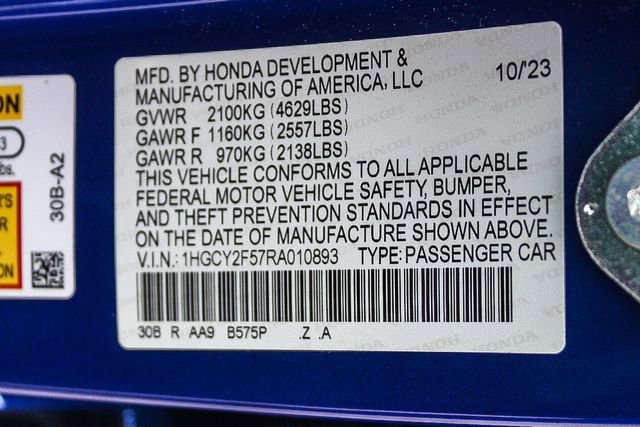 MFD. BY HONDA DEVELOPMENT &
MANUFACTURING OF AMERICA, LLC 10/'23
GVWR 2100KG (4629LBS)
GAWR F 1160KG (2557LBS)
GAWR R 970KG (2138LBS)
THIS VEHICLE CONFORMS TO ALL APPLICABLE
FEDERAL MOTOR VEHICLE SAFETY, BUMPER,
AND THEFT PREVENTION STANDARDS IN EFFECT
ON THE DATE OF MANUFACTURE SHOWN ABOVE.
V.I.N.: 1HGCY2F57RA010893 TYPE: PASSENGER CAR
30B R AA9 B575P .Z .A
30B-A2